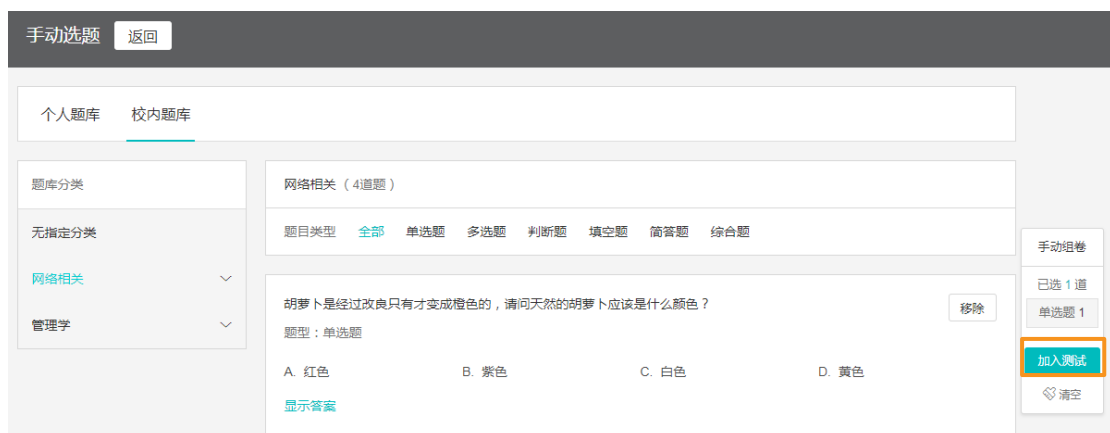 手动选题 返回
个人题库 校内题库
题库分类
无指定分类
网络相关
管理学
网络相关（4道题）
题目类型 全部 单选题 多选题 判断题 填空题 简答题 综合题
胡萝卜是经过改良只有才变成橙色的，请问天然的胡萝卜应该是什么颜色？
移除
题型：单选题
A. 红色 B. 紫色 C. 白色 D. 黄色
显示答案
手动组卷
已选 1 道
单选题 1
加入测试
清空